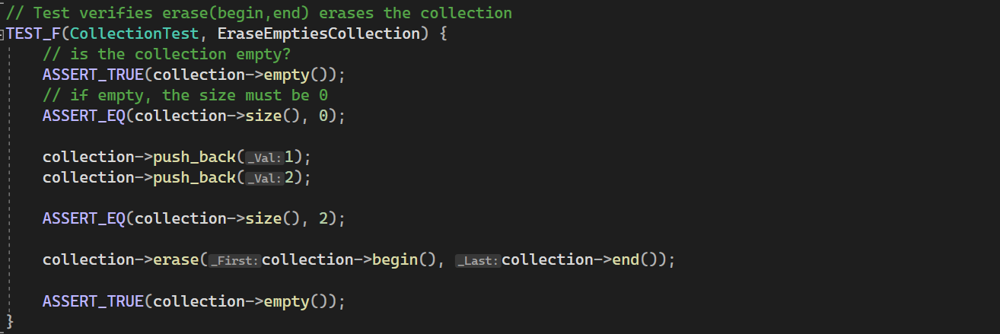 // Test verifies erase(begin,end) erases the collection
TEST_F(CollectionTest, EraseEmptiesCollection) {
// is the collection empty?
ASSERT_TRUE(collection->empty());
// if empty, the size must be 0
ASSERT_EQ(collection->size(), 0);
collection->push_back(_Val:1);
collection->push_back(_Val:2);
ASSERT_EQ(collection->size(), 2);
collection->erase(_First:collection->begin(), _Last:collection->end());
ASSERT_TRUE(collection->empty());
}